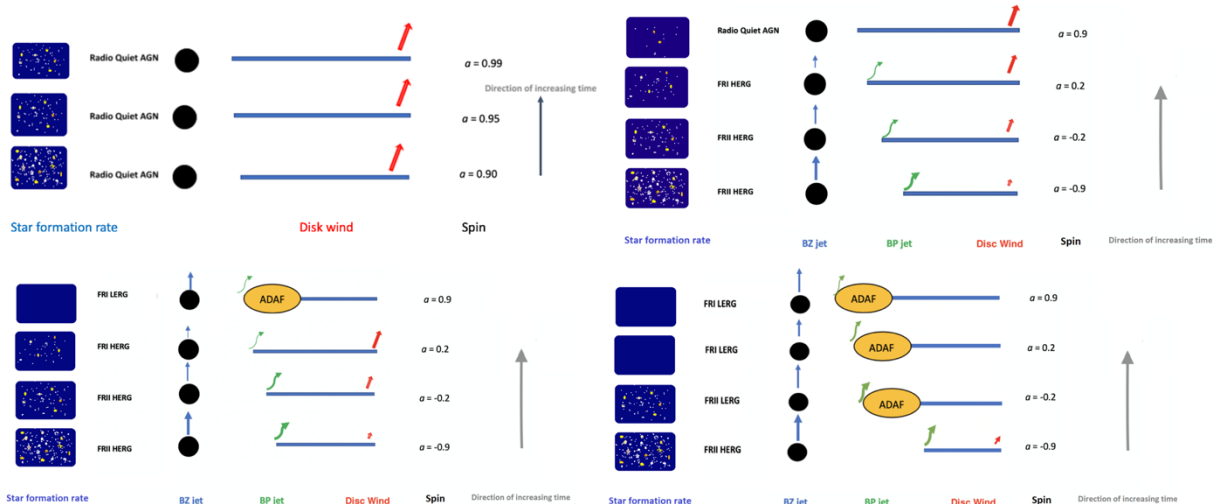 Radio Quiet AGN
a = 0.99
Direction of increasing time
Radio Quiet AGN
a = 0.95
Radio Quiet AGN
a = 0.90
Star formation rate
Disk wind
Spin
Radio Quiet AGN
a = 0.9
FRI HERG
a = 0.2
FRII HERG
a = -0.2
FRII HERG
a = -0.9
Star formation rate
BZ jet
BP jet
Disc Wind
Spin
Direction of increasing time
FRI LERG
ADAF
a = 0.9
FRI HERG
a = 0.2
FRII HERG
a = -0.2
FRII HERG
a = -0.9
Star formation rate
BZ jet
BP jet
Disc Wind
Spin
Direction of increasing time
FRI LERG
ADAF
a = 0.9
FRI LERG
ADAF
a = 0.2
FRII LERG
ADAF
a = -0.2
FRII HERG
a = -0.9
Star formation rate
BZ jet
BP jet
Disc Wind
Spin
Direction of increasing time